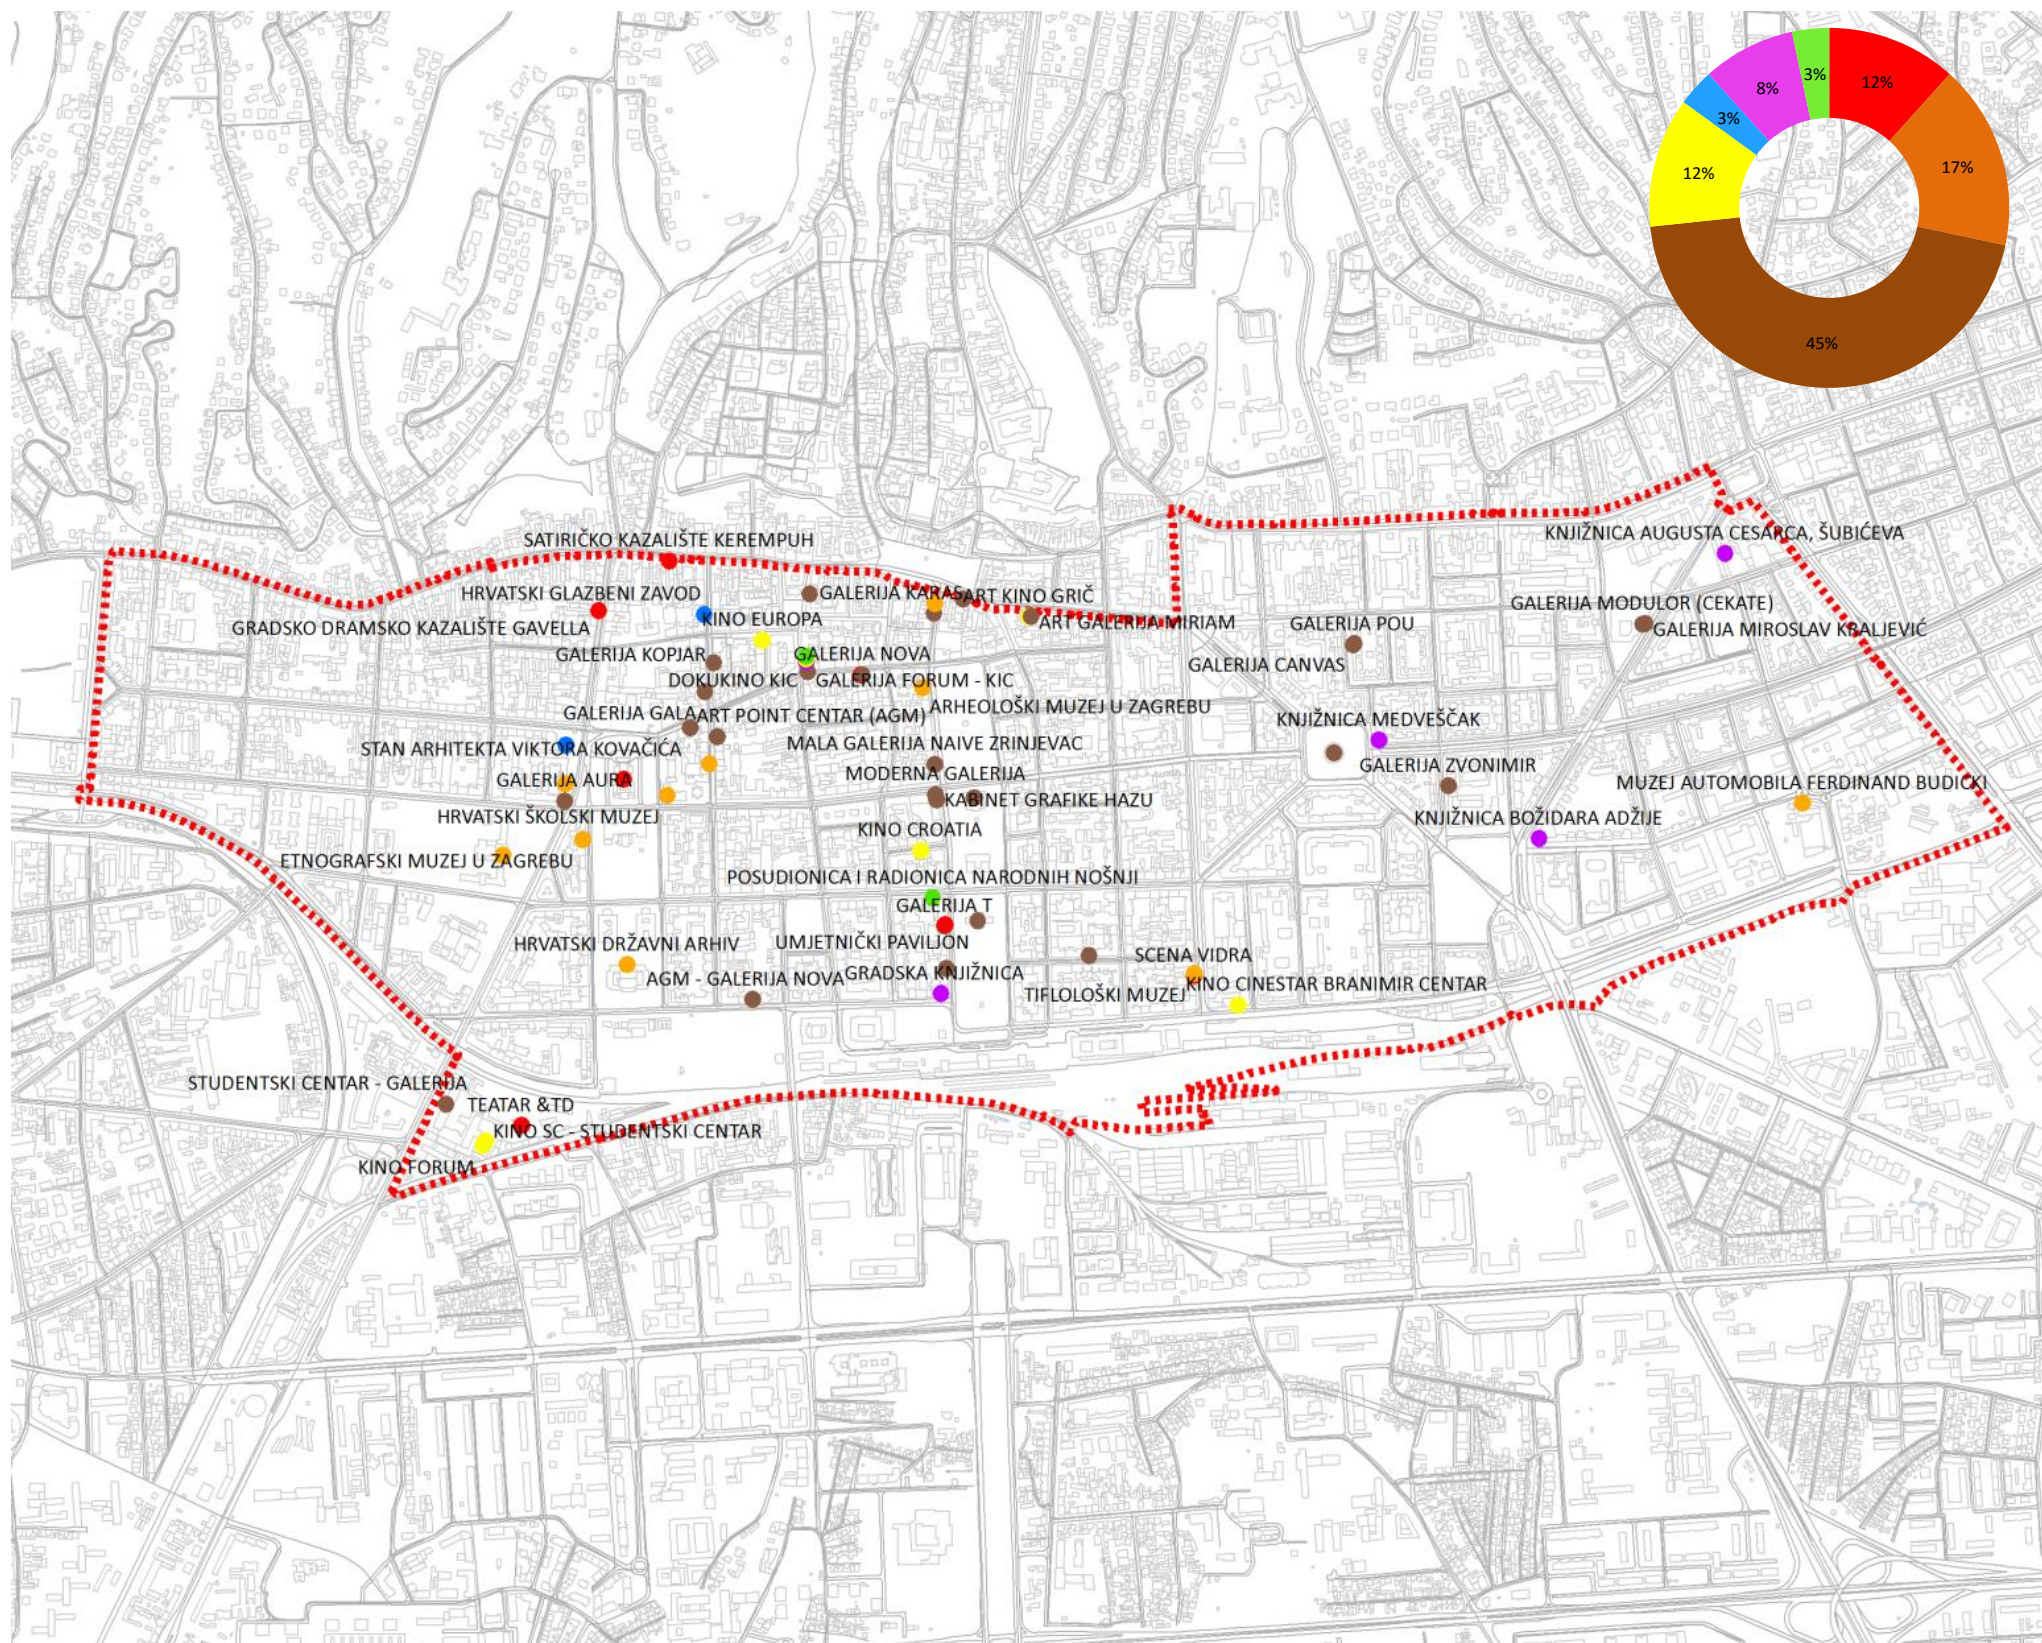 3%
12%
8%
3%
17%
12%
45%
KNJIŽNICA AUGUSTA CESARCA, ŠUBIĆEVA
SATIRIČKO KAZALIŠTE KEREMPUH
HRVATSKI GLAZBENI ZAVOD
GALERIJA KARAS
ART KINO GRIČ
GALERIJA MODULOR (CEKATE)
KINO EUROPA
ART GALERIJA MIRIAM
GALERIJA POU
GRADSKO DRAMSKO KAZALIŠTE GAVELLA
GALERIJA MIROSLAV KRALJEVIĆ
GALERIJA KOPJAR
GALERIJA NOVA
GALERIJA CANVAS
DOKUKINO KIC
GALERIJA FORUM - KIC
ARHEOLOŠKI MUZEJ U ZAGREBU
GALERIJA GALA
ART POINT CENTAR (AGM)
KNJIŽNICA MEDVEŠČAK
STAN ARHITEKTA VIKTORA KOVAČIĆA
MALA GALERIJA NAIVE ZRINJEVAC
GALERIJA ZVONIMIR
GALERIJA AURA
MODERNA GALERIJA
MUZEJ AUTOMOBILA FERDINAND BUDICKI
KABINET GRAFIKE HAZU
HRVATSKI ŠKOLSKI MUZEJ
KNJIŽNICA BOŽIDARA ADŽIJE
KINO CROATIA
ETNOGRAFSKI MUZEJ U ZAGREBU
POSUDIONICA I RADIONICA NARODNIH NOŠNJI
GALERIJA T
HRVATSKI DRŽAVNI ARHIV
UMJETNIČKI PAVILJON
SCENA VIDRA
AGM - GALERIJA NOVA
GRADSKA KNJIŽNICA
KINO CINESTAR BRANIMIR CENTAR
TIFLOLOŠKI MUZEJ
STUDENTSKI CENTAR - GALERIJA
TEATAR &TD
KINO SC - STUDENTSKI CENTAR
KINO FORUM